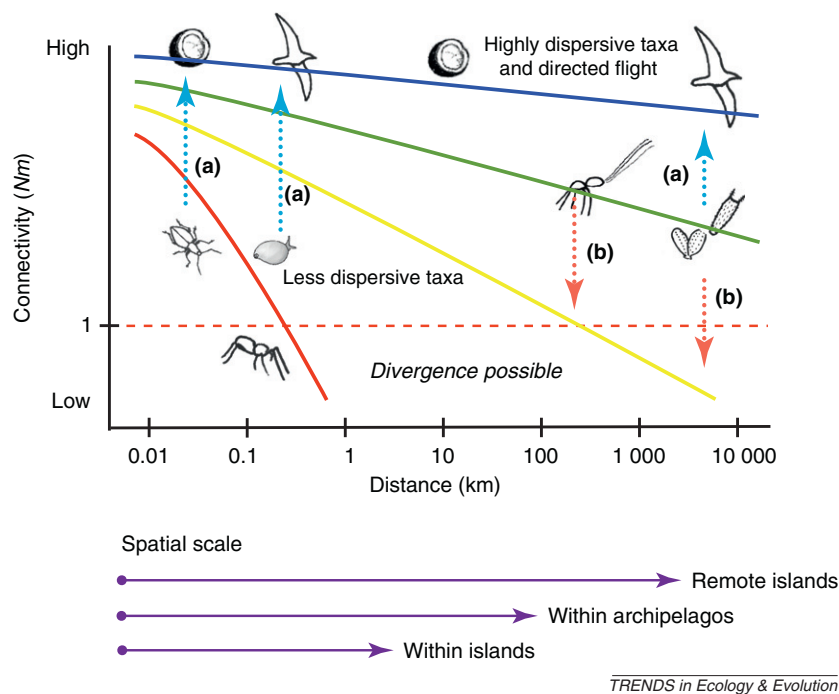 High
Highly dispersive taxa
and directed flight
(a)
(a)
(a)
Connectivity (Nm)
(b)
Less dispersive taxa
(b)
1
Divergence possible
Low
0.01 0.1 1 10 100 1 000 10 000
Distance (km)
Spatial scale
Remote islands
Within archipelagos
Within islands
TRENDS in Ecology & Evolution